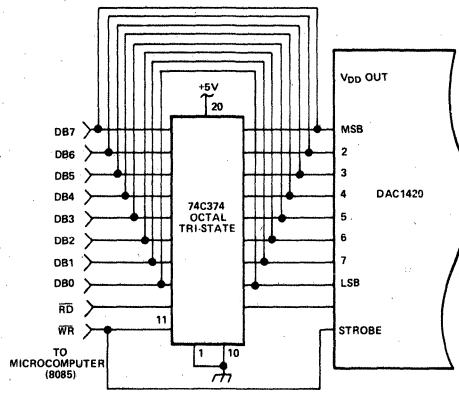 +5V
20
VDD OUT
DB7
MSB
DB6
2
DB5
3
DB4
4
DAC1420
DB3
74C374
OCTAL
TRI-STATE
5
DB2
6
DB1
7
DB0
LSB
RD
11
WR
STROBE
1
10
TO
MICROCOMPUTER
(8085)